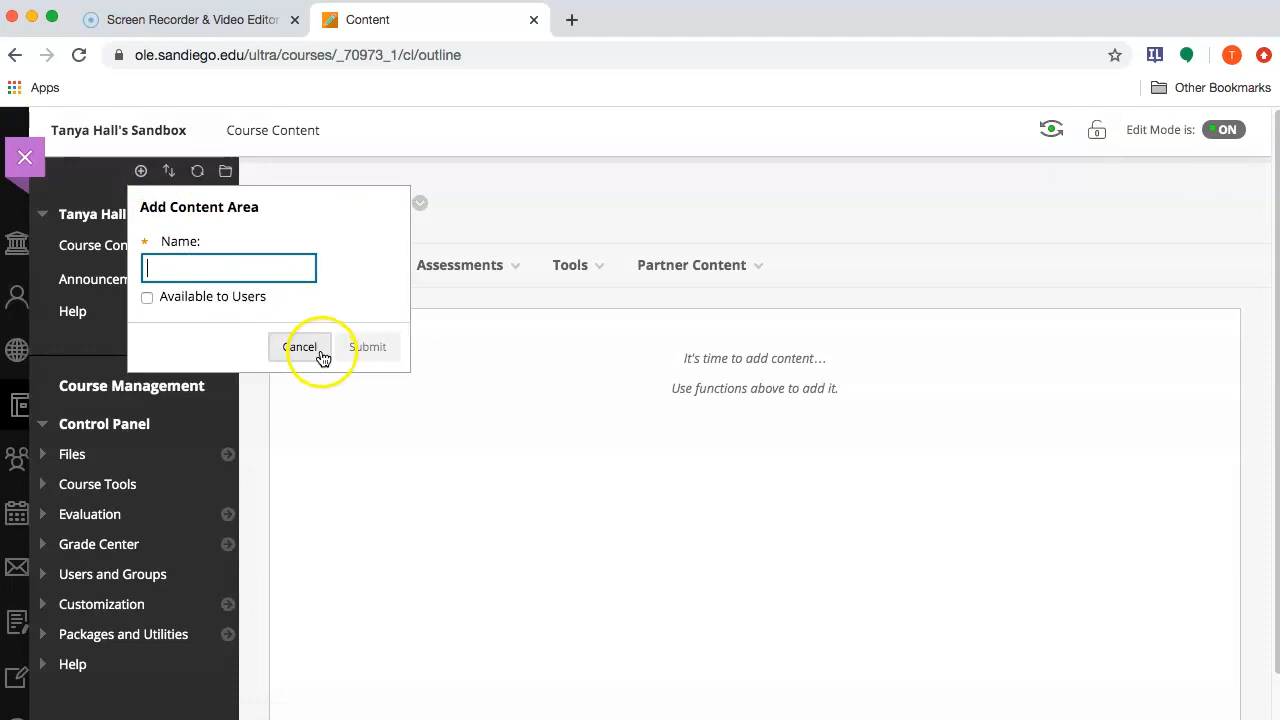 Screen Recorder & Video Editor
Content
ole.sandiego.edu/ultra/courses/_70973_1/cl/outline
IL
T
Apps
Other Bookmarks
Tanya Hall's Sandbox
Course Content
Edit Mode is:
ON
Tanya Hall
Course Con
Announcem
Help
Add Content Area
* Name:
Available to Users
Cancel
Submit
Assessments
Tools
Partner Content
It's time to add content…
Use functions above to add it.
Course Management
Control Panel
Files
Course Tools
Evaluation
Grade Center
Users and Groups
Customization
Packages and Utilities
Help